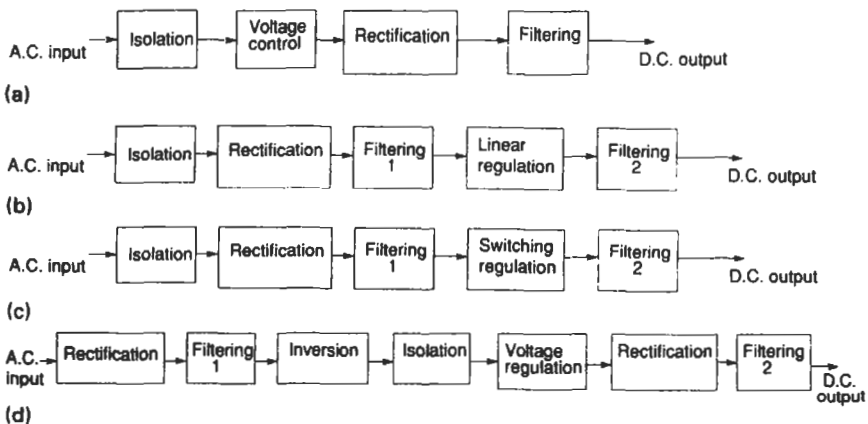 A.C. input
Isolation
Voltage
control
Rectification
Filtering
D.C. output
(a)
A.C. input
Isolation
Rectification
Filtering
1
Linear
regulation
Filtering
2
D.C. output
(b)
A.C. input
Isolation
Rectification
Filtering
1
Switching
regulation
Filtering
2
D.C. output
(c)
A.C.
input
Rectification
Filtering
1
Inversion
Isolation
Voltage
regulation
Rectification
Filtering
2
D.C.
output
(d)